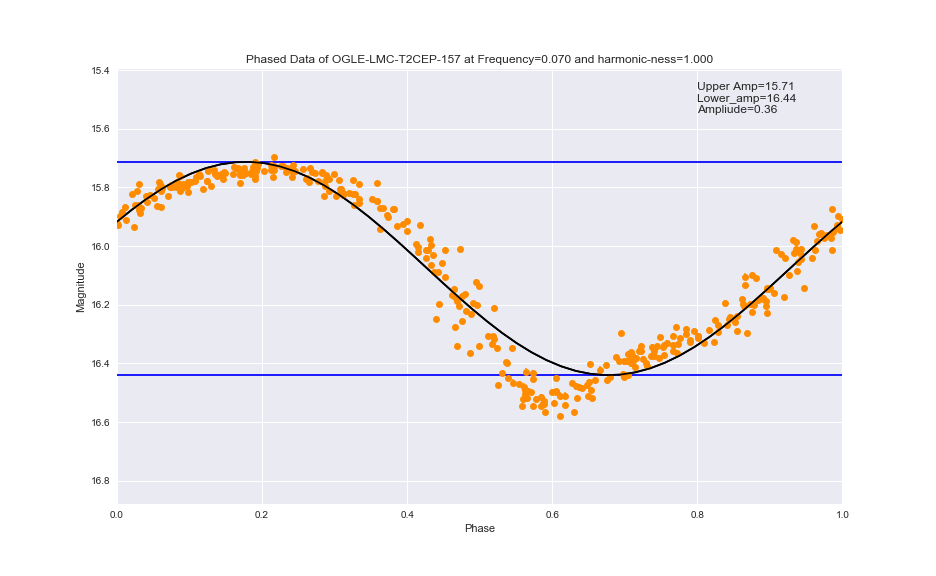 Phased Data of OGLE-LMC-T2CEP-157 at Frequency=0.070 and harmonic-ness=1.000
15.4
Upper Amp=15.71
Lower_amp=16.44
Ampliude=0.36
15.6
15.8
16.0
Magnitude
16.2
16.4
16.6
16.8
0.0 0.2 0.4 0.6 0.8 1.0
Phase